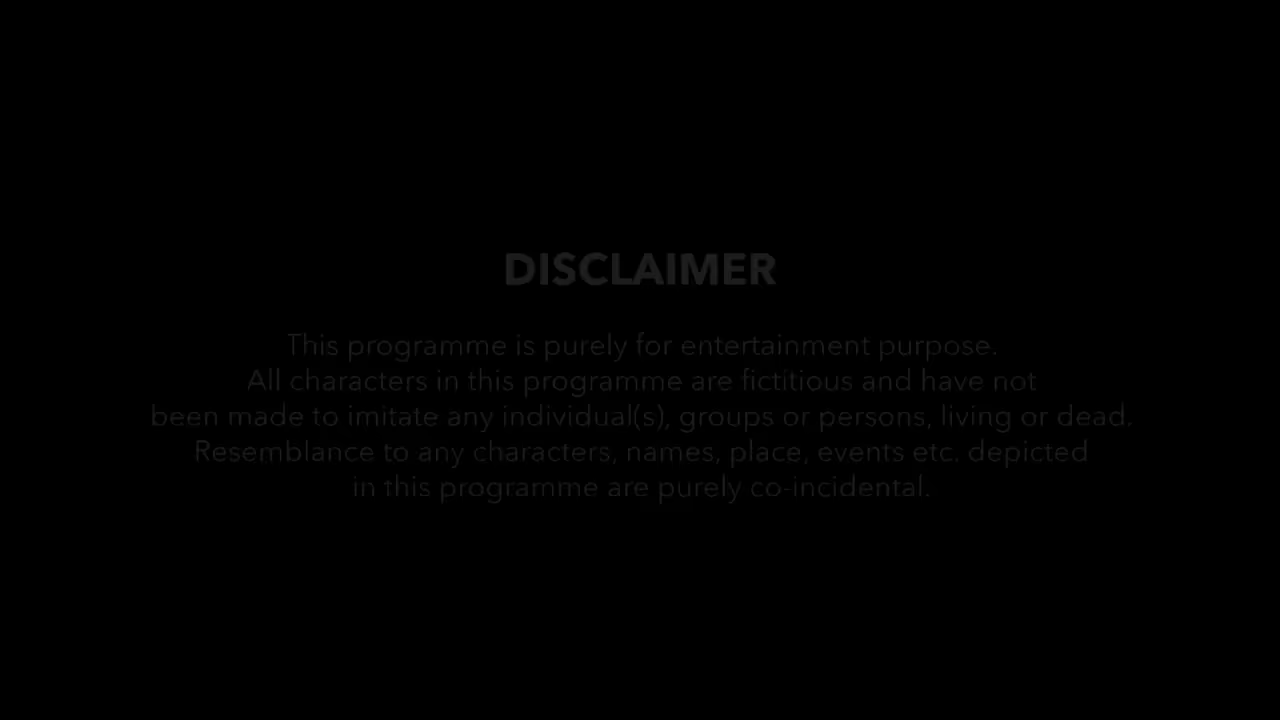 DISCLAIMER
This programme is purely for entertainment purpose.
All characters in this programme are fictitious and have not
been made to imitate any individual(s), groups or persons, living or dead.
Resemblance to any characters, names, place, events etc. depicted
in this programme are purely co-incidental.